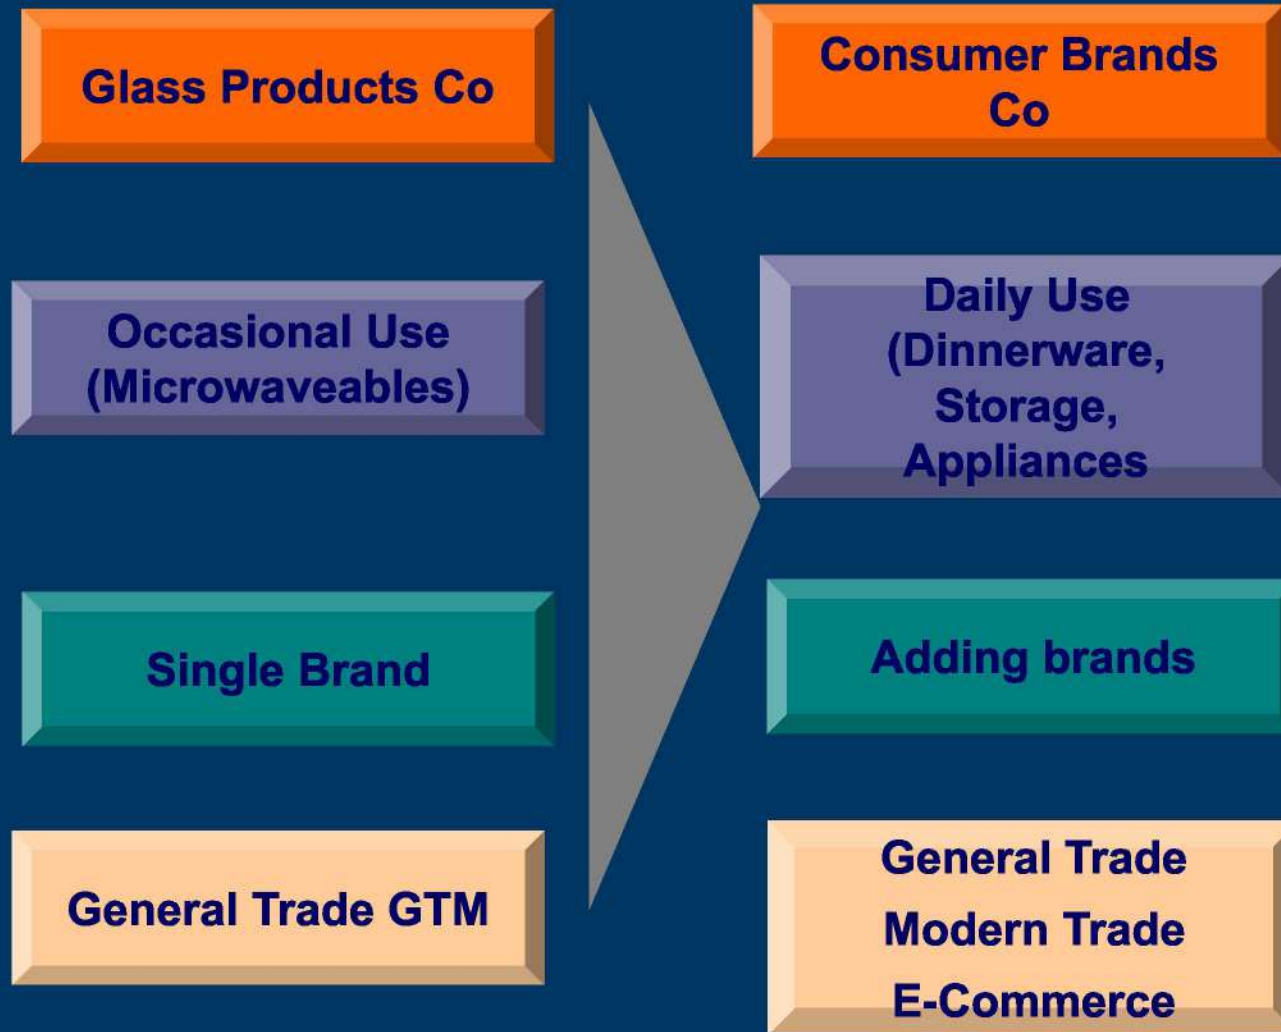 Glass Products Co
Consumer Brands
Co
Occasional Use
(Microwaveables)
Daily Use
(Dinnerware,
Storage,
Appliances
Single Brand
Adding brands
General Trade GTM
General Trade
Modern Trade
E-Commerce